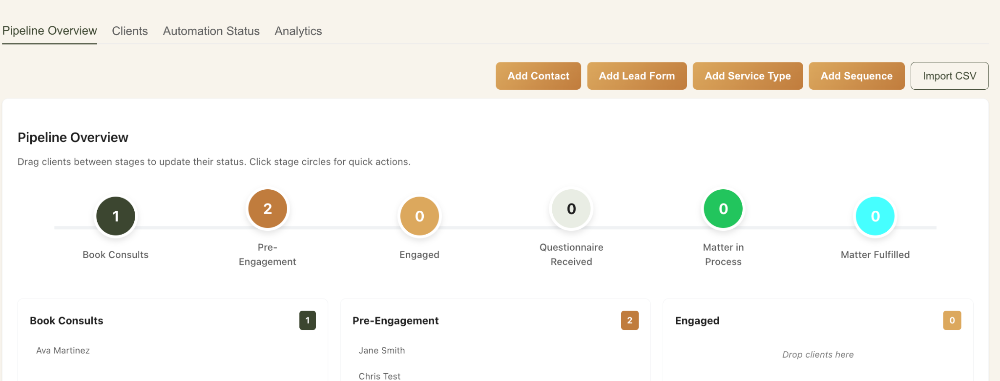 Pipeline Overview Clients Automation Status Analytics
Add Contact Add Lead Form Add Service Type Add Sequence Import CSV
Pipeline Overview
Drag clients between stages to update their status. Click stage circles for quick actions.
1 2 0 0 0 0
Book Consults
Pre-
Engagement
Engaged
Questionnaire
Received
Matter in
Process
Matter Fulfilled
Book Consults 1
Ava Martinez
Pre-Engagement 2
Jane Smith
Chris Test
Engaged 0
Drop clients here